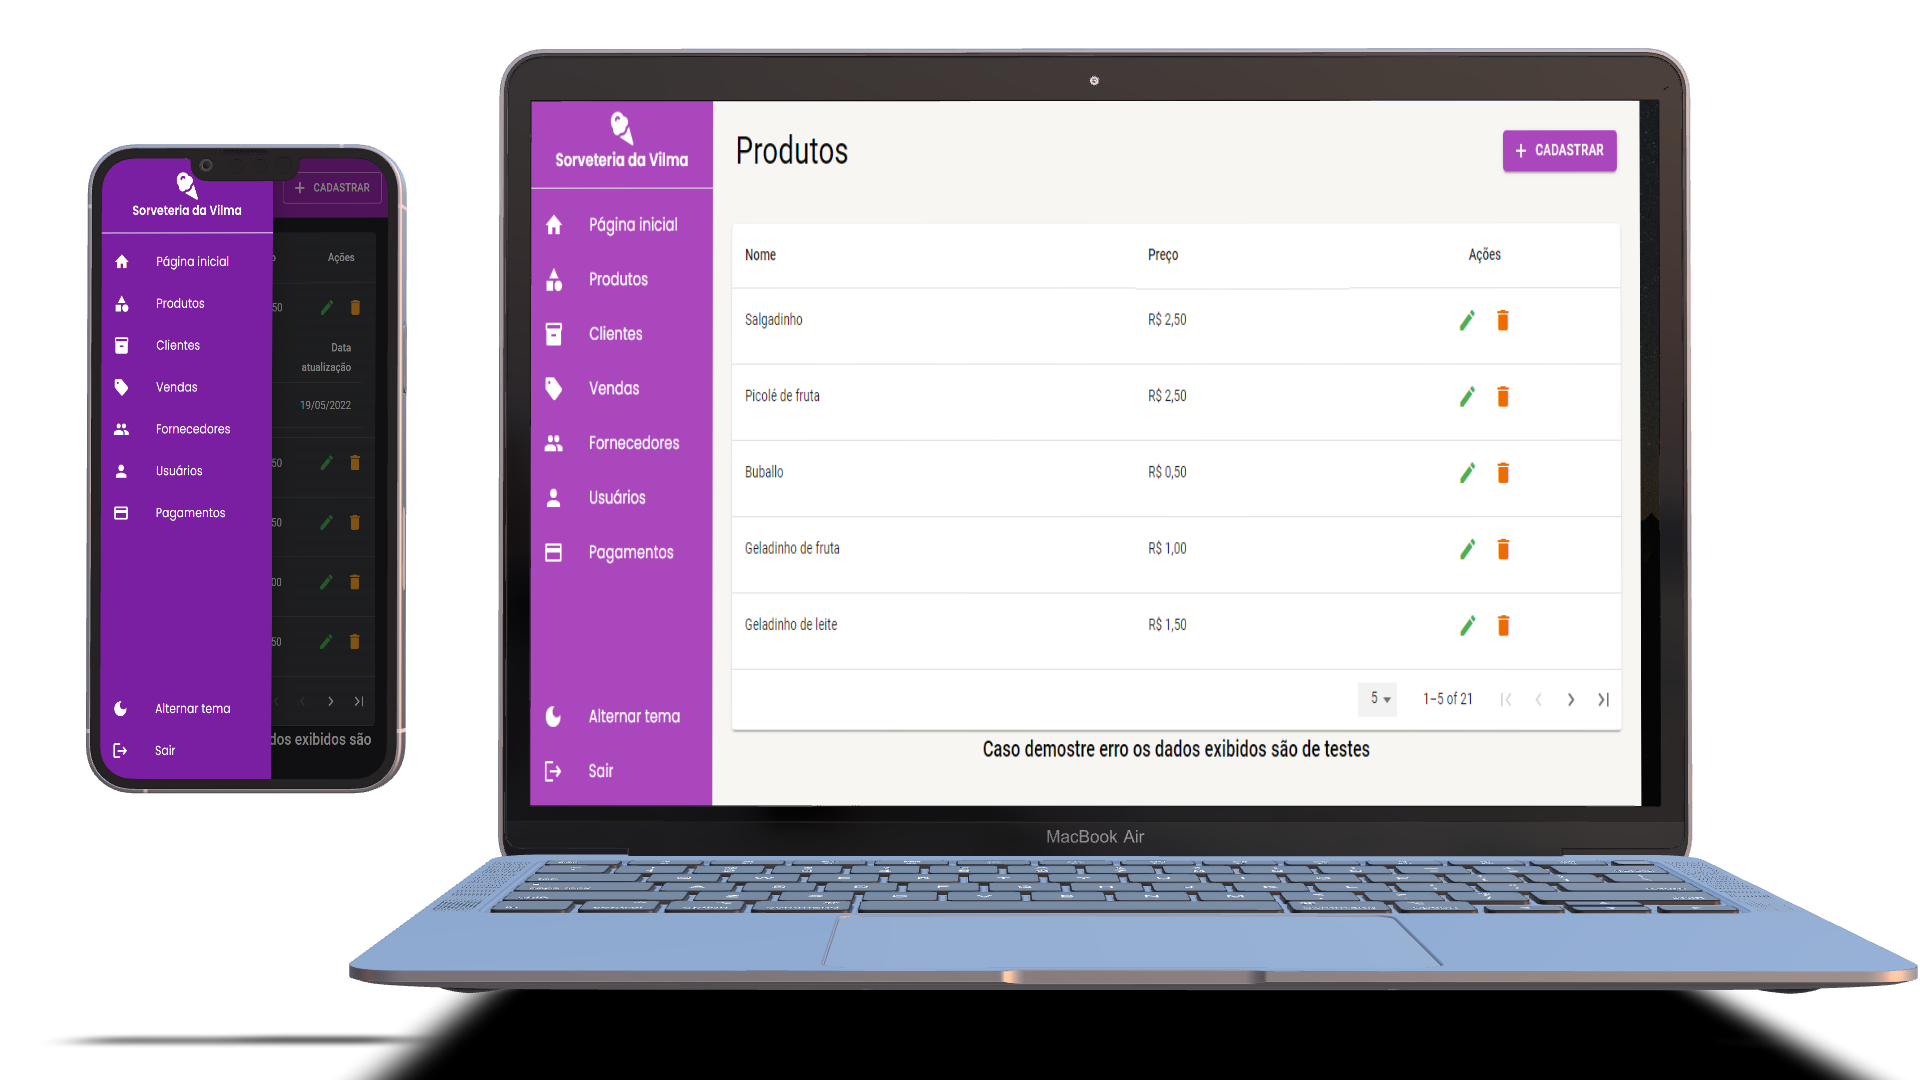 Sorveteria da Vilma
+ CADASTRAR
Página inicial
Produtos
Clientes
Vendas
Fornecedores
Usuários
Pagamentos
Alternar tema
Sair
Ações
50
Data
atualização
19/05/2022
50
50
00
50
dos exibidos são
Sorveteria da Vilma
Página inicial
Produtos
Clientes
Vendas
Fornecedores
Usuários
Pagamentos
Alternar tema
Sair
Produtos
+ CADASTRAR
Nome Preço Ações
Salgadinho R$ 2,50
Picolé de fruta R$ 2,50
Buballo R$ 0,50
Geladinho de fruta R$ 1,00
Geladinho de leite R$ 1,50
5 1–5 of 21
Caso demostre erro os dados exibidos são de testes
MacBook Air